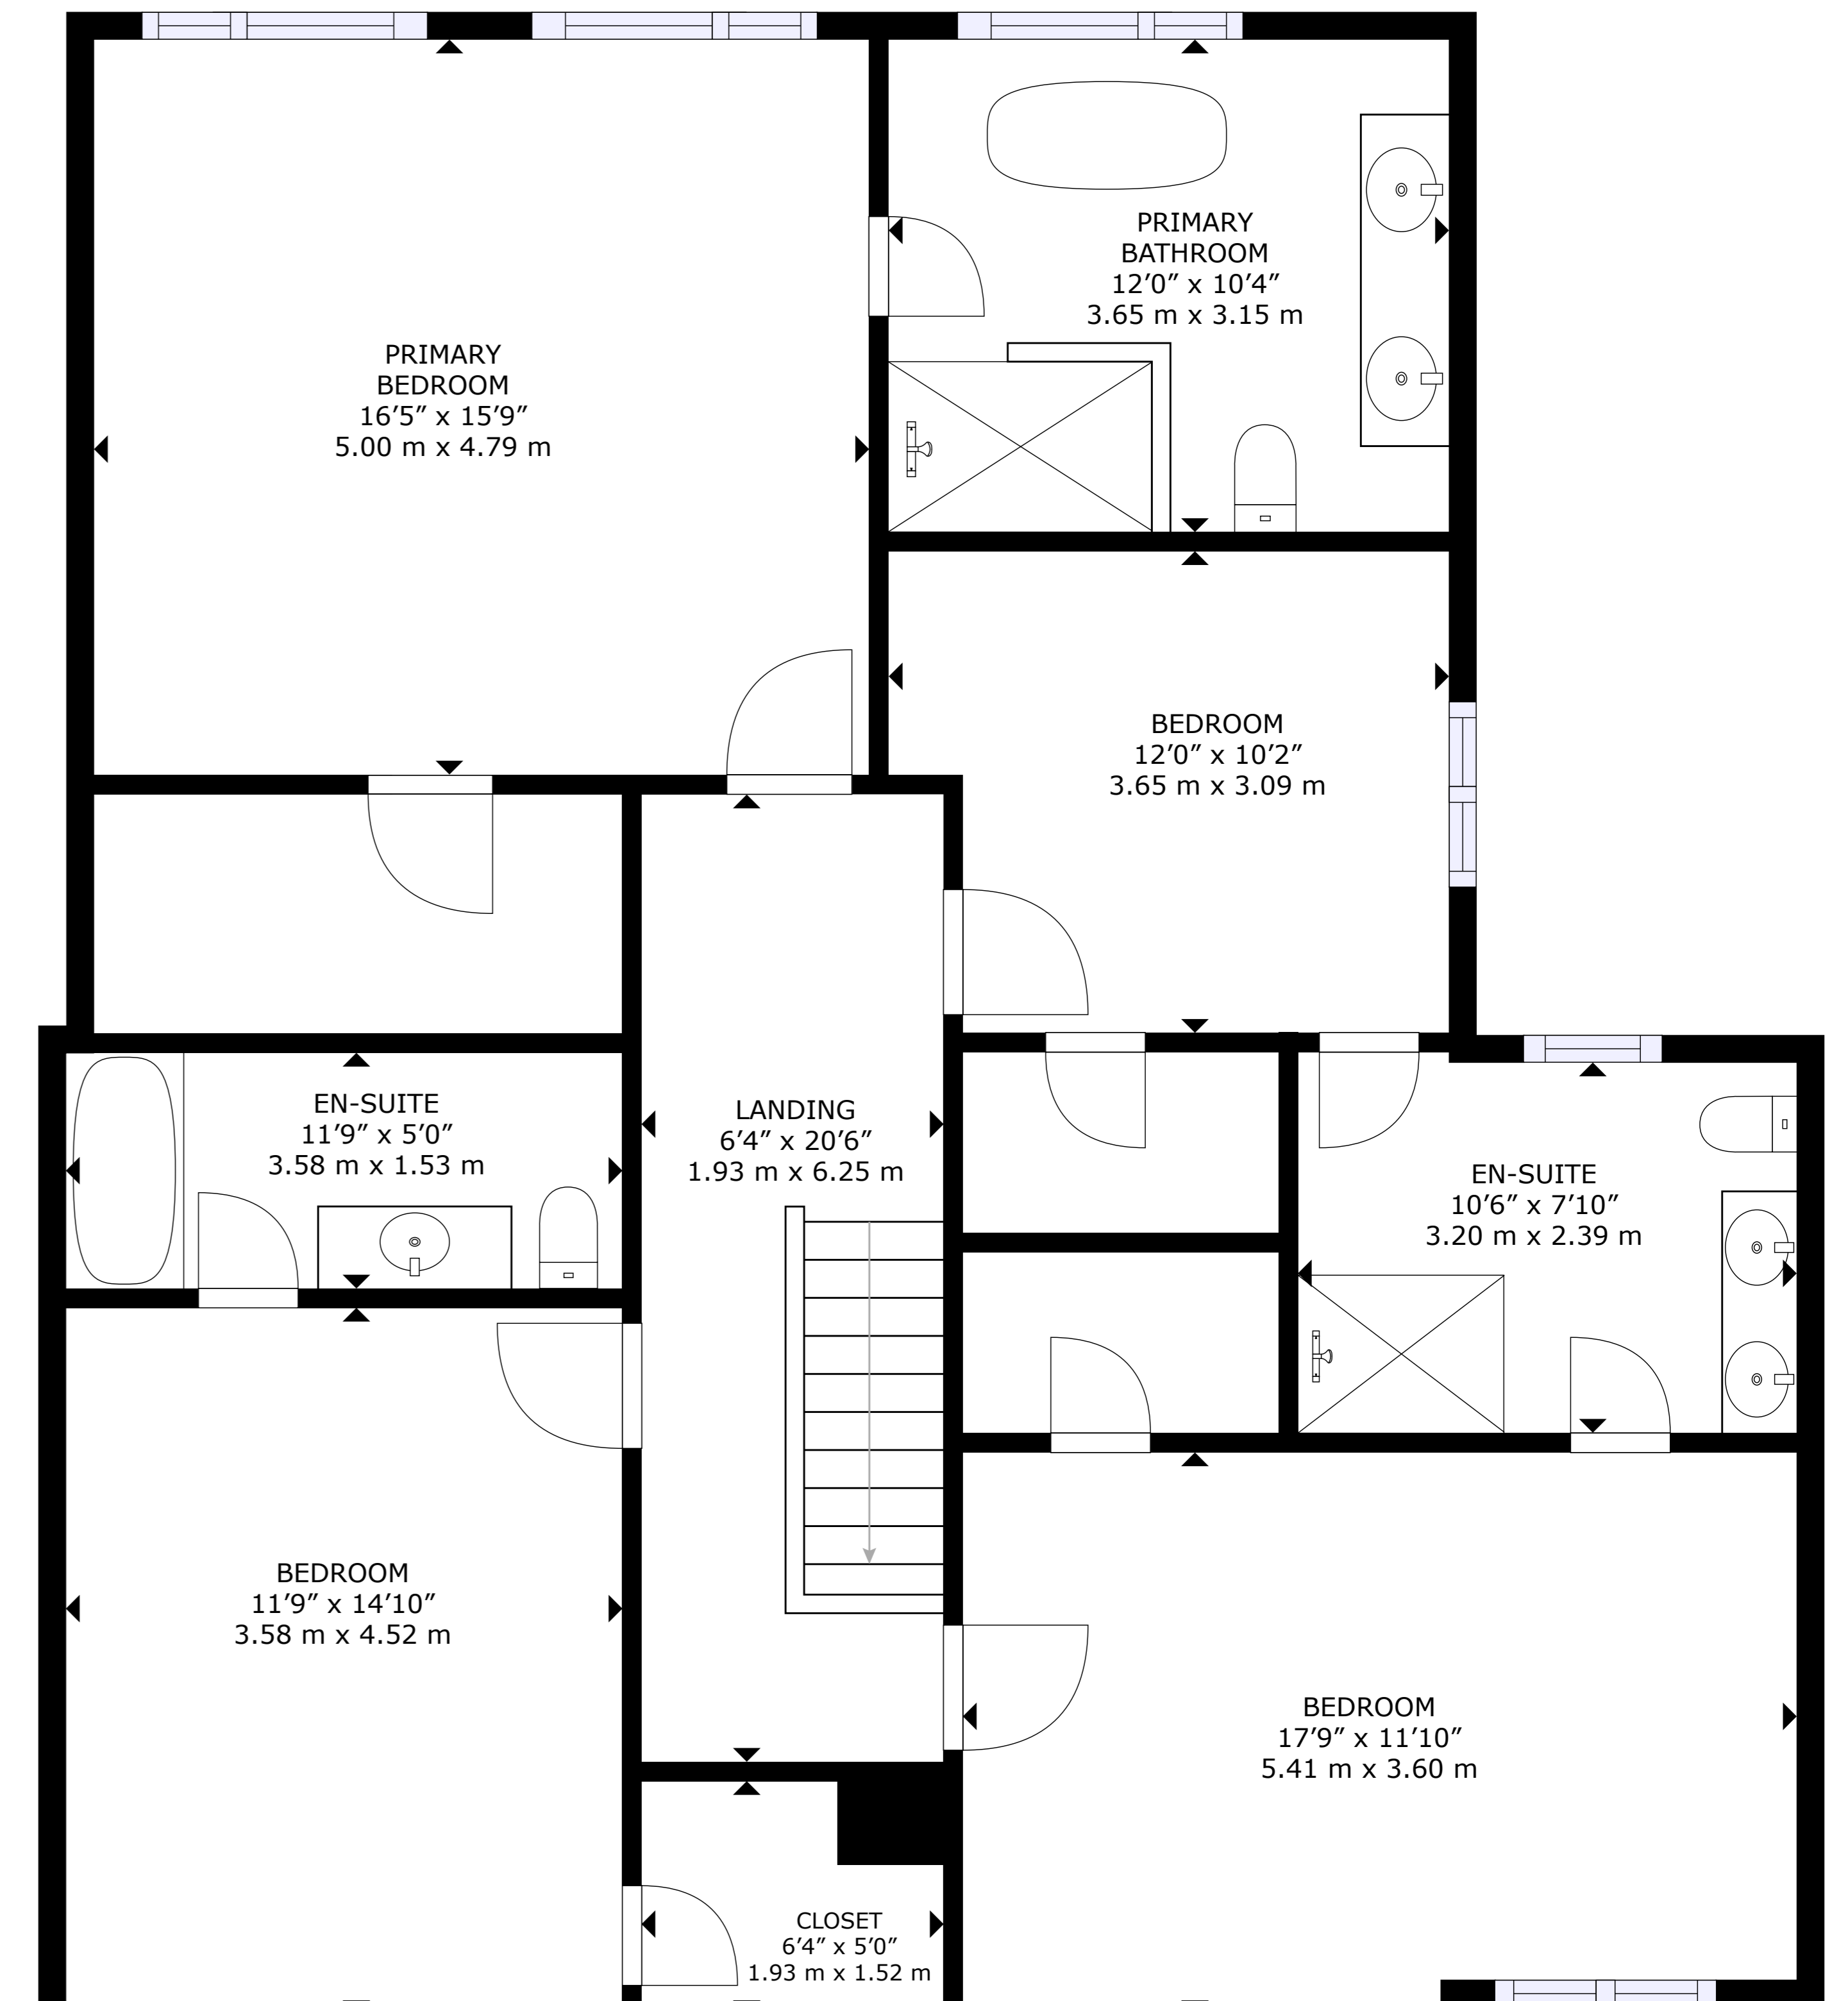 PRIMARY
BEDROOM
16′5″ x 15′9″
5.00 m x 4.79 m
PRIMARY
BATHROOM
12′0″ x 10′4″
3.65 m x 3.15 m
BEDROOM
12′0″ x 10′2″
3.65 m x 3.09 m
EN-SUITE
11′9″ x 5′0″
3.58 m x 1.53 m
LANDING
6′4″ x 20′6″
1.93 m x 6.25 m
EN-SUITE
10′6″ x 7′10″
3.20 m x 2.39 m
BEDROOM
11′9″ x 14′10″
3.58 m x 4.52 m
BEDROOM
17′9″ x 11′10″
5.41 m x 3.60 m
CLOSET
6′4″ x 5′0″
1.93 m x 1.52 m